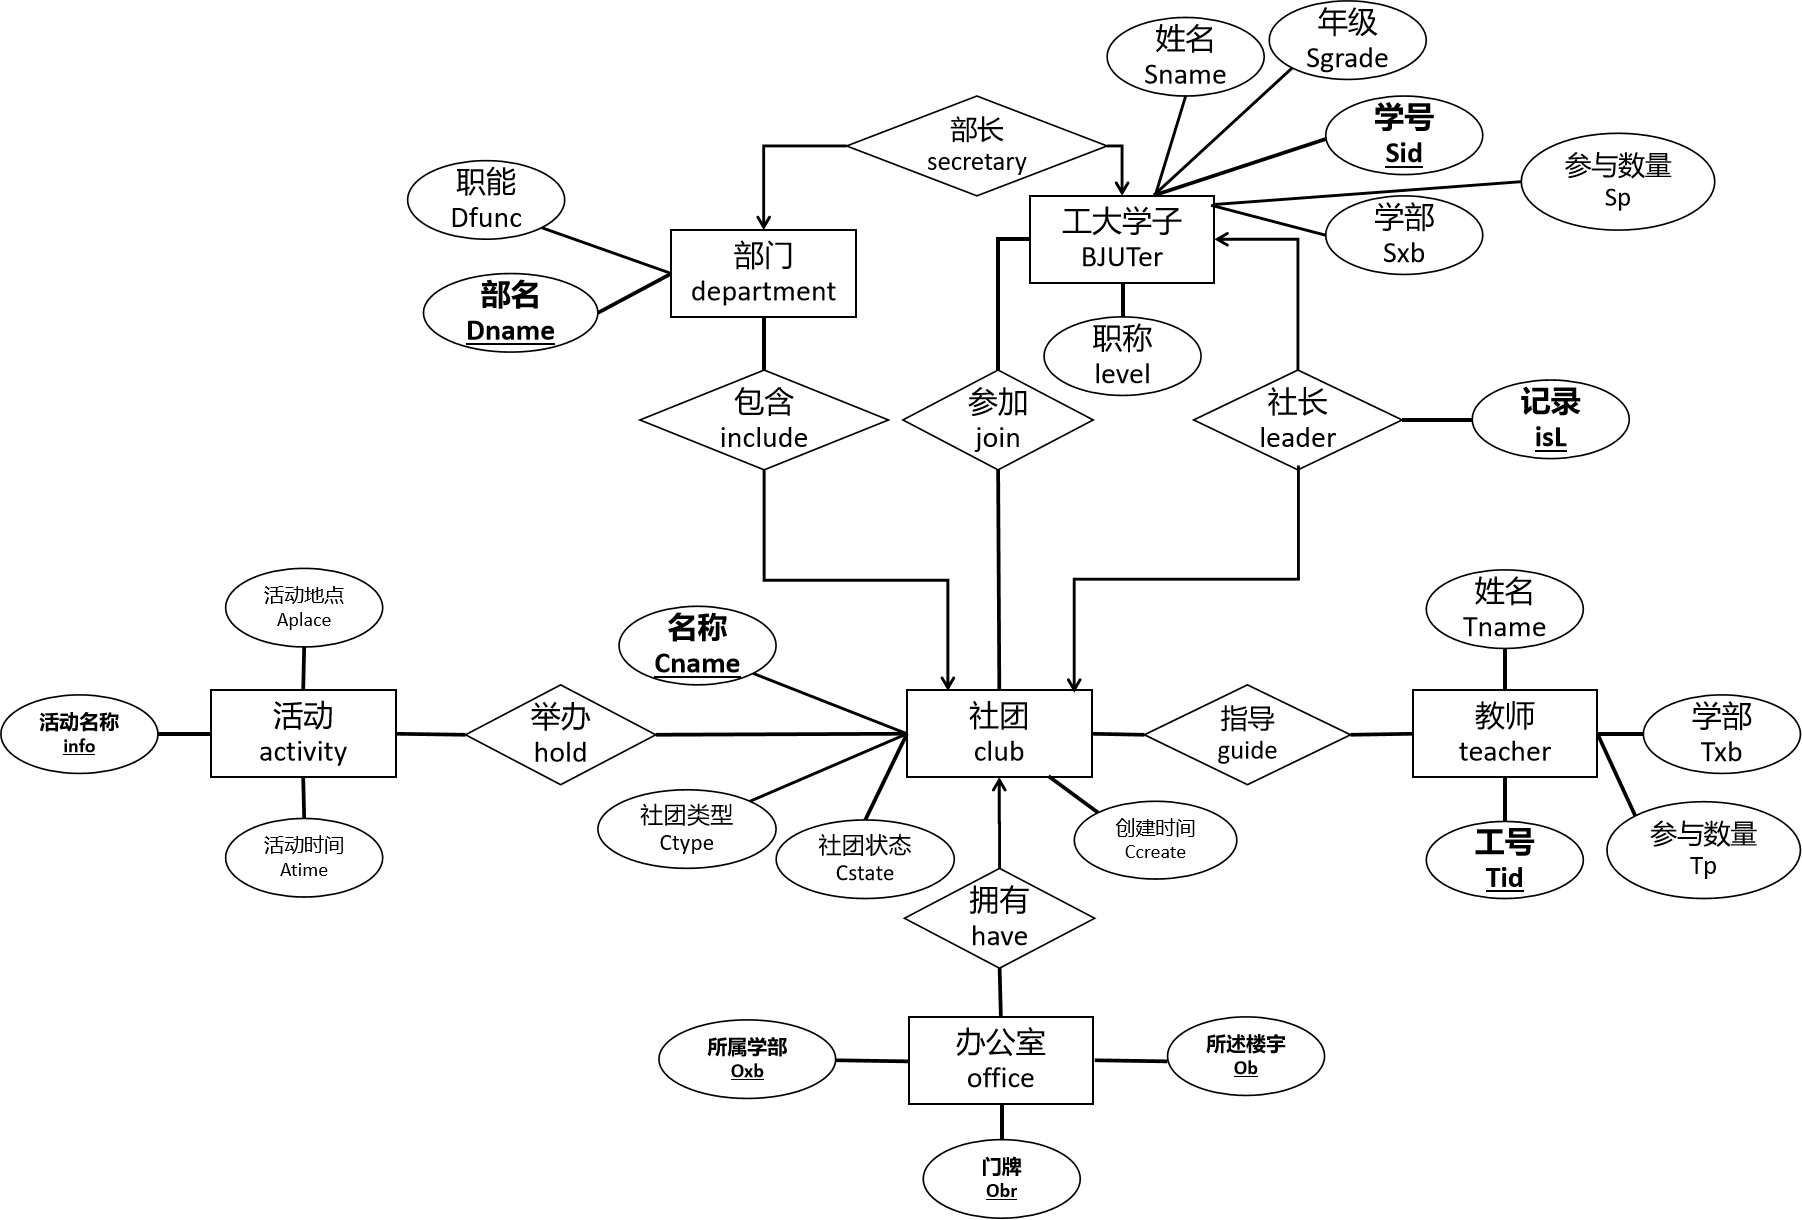 年级
Sgrade
姓名
Sname
学号
Sid
部长
secretary
参与数量
Sp
职能
Dfunc
工大学子
BJUTer
学部
Sxb
部门
department
部名
Dname
职称
level
包含
include
参加
join
社长
leader
记录
isL
活动地点
Aplace
姓名
Tname
名称
Cname
活动名称
info
活动
activity
举办
hold
社团
club
指导
guide
教师
teacher
学部
Txb
社团类型
Ctype
社团状态
Cstate
创建时间
Ccreate
活动时间
Atime
工号
Tid
参与数量
Tp
拥有
have
所属学部
Oxb
办公室
office
所述楼宇
Ob
门牌
Obr